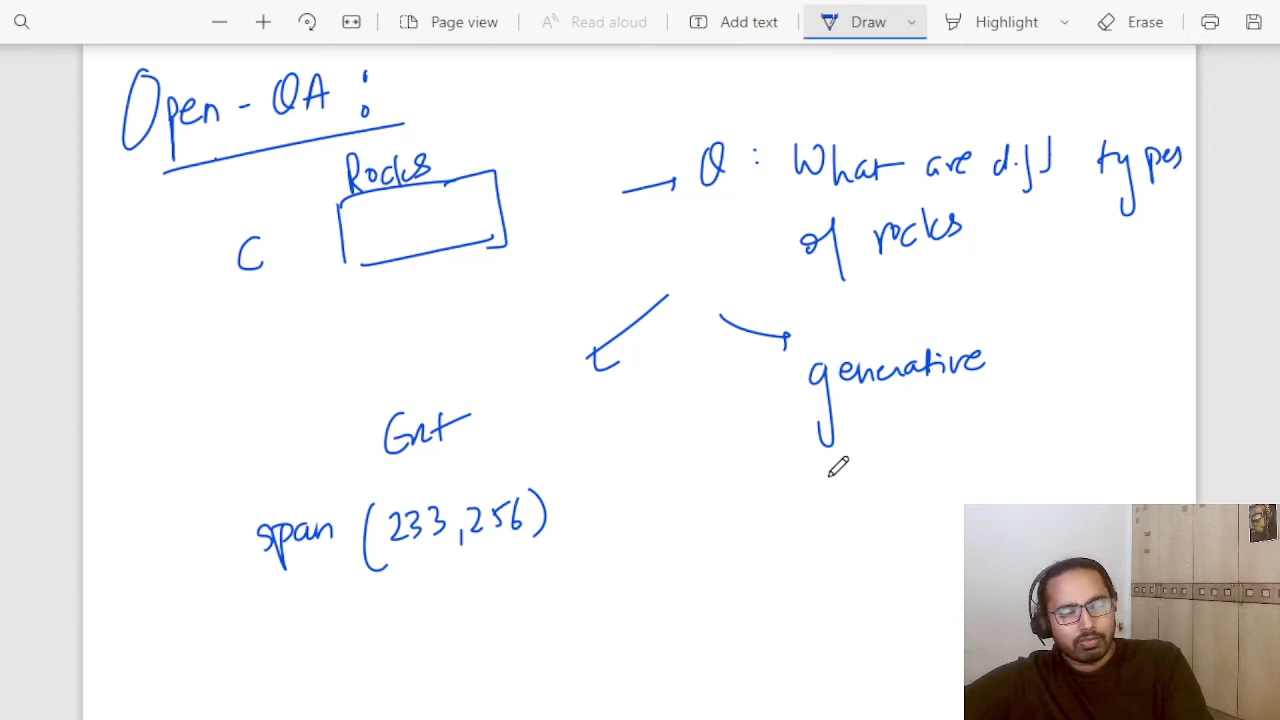 Page view
Read aloud
Add text
Draw
Highlight
Erase
Open - QA :
Rocks
C
Q : What are diff types
of rocks
generative
Ext
span (233,256)